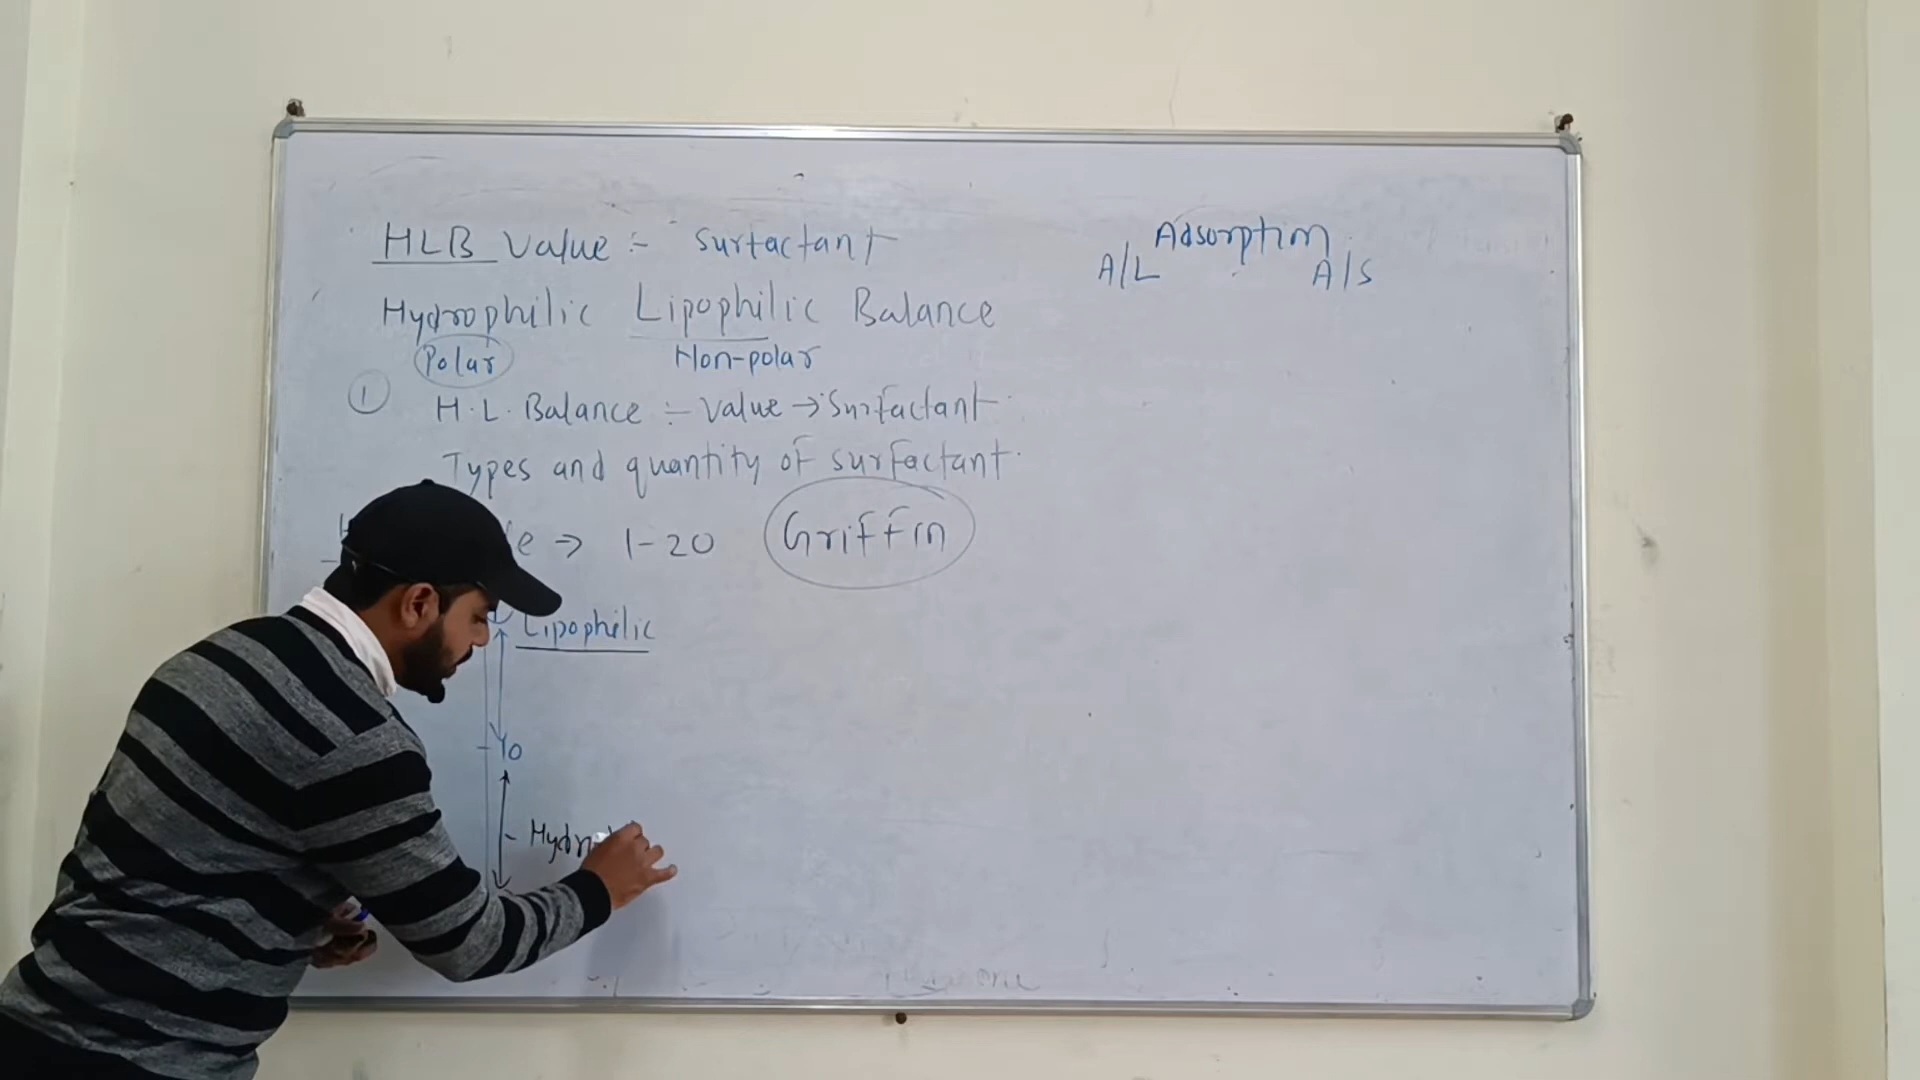 HLB Value :- Surfactant
Hydrophilic Lipophilic Balance
Polar Non-polar
① H.L. Balance :- Value → Surfactant
Types and quantity of surfactant.
→ 1-20 Griffin
Lipophilic
10
Adsorption
A/L A/S